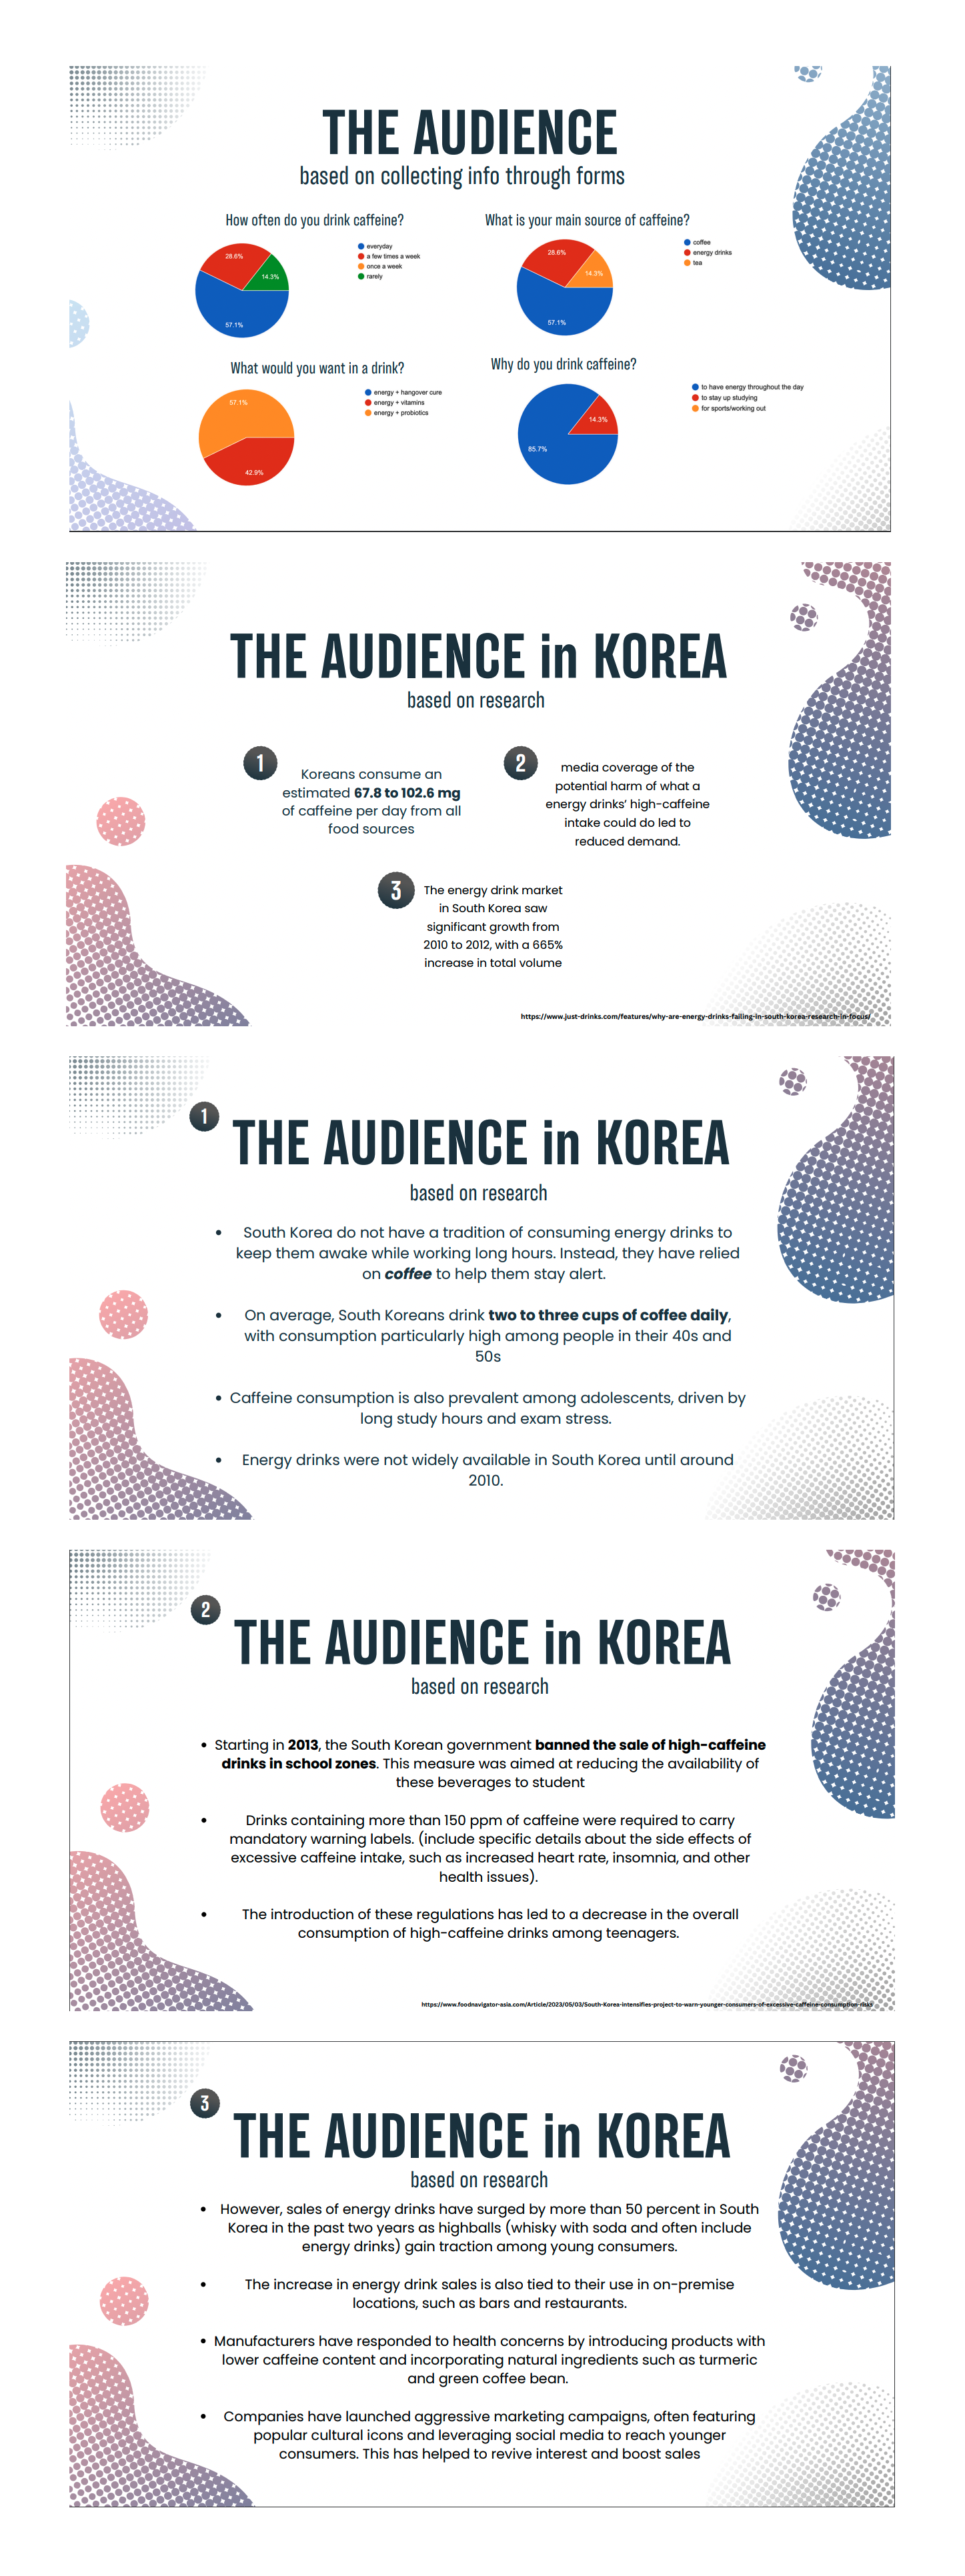 THE AUDIENCE
based on collecting info through forms
How often do you drink caffeine?
everyday
a few times a week
once a week
rarely
28.6%
14.3%
57.1%
What is your main source of caffeine?
coffee
energy drinks
tea
28.6%
14.3%
57.1%
What would you want in a drink?
energy + hangover cure
energy + vitamins
energy + probiotics
57.1%
42.9%
Why do you drink caffeine?
to have energy throughout the day
to stay up studying
for sports/working out
14.3%
85.7%
THE AUDIENCE in KOREA
based on research
1
Koreans consume an
estimated 67.8 to 102.6 mg
of caffeine per day from all
food sources
2
media coverage of the
potential harm of what a
energy drinks' high-caffeine
intake could do led to
reduced demand.
3
The energy drink market
in South Korea saw
significant growth from
2010 to 2012, with a 665%
increase in total volume
https://www.just-drinks.com/features/why-are-energy-drinks-failing-in-south-korea-research-in-focus/
1
THE AUDIENCE in KOREA
based on research
• South Korea do not have a tradition of consuming energy drinks to
keep them awake while working long hours. Instead, they have relied
on coffee to help them stay alert.
• On average, South Koreans drink two to three cups of coffee daily,
with consumption particularly high among people in their 40s and
50s
• Caffeine consumption is also prevalent among adolescents, driven by
long study hours and exam stress.
• Energy drinks were not widely available in South Korea until around
2010.
2
THE AUDIENCE in KOREA
based on research
• Starting in 2013, the South Korean government banned the sale of high-caffeine
drinks in school zones. This measure was aimed at reducing the availability of
these beverages to student
• Drinks containing more than 150 ppm of caffeine were required to carry
mandatory warning labels. (include specific details about the side effects of
excessive caffeine intake, such as increased heart rate, insomnia, and other
health issues).
• The introduction of these regulations has led to a decrease in the overall
consumption of high-caffeine drinks among teenagers.
https://www.foodnavigator-asia.com/Article/2023/05/03/South-Korea-intensifies-project-to-warn-younger-consumers-of-excessive-caffeine-consumption-risks
3
THE AUDIENCE in KOREA
based on research
• However, sales of energy drinks have surged by more than 50 percent in South
Korea in the past two years as highballs (whisky with soda and often include
energy drinks) gain traction among young consumers.
• The increase in energy drink sales is also tied to their use in on-premise
locations, such as bars and restaurants.
• Manufacturers have responded to health concerns by introducing products with
lower caffeine content and incorporating natural ingredients such as turmeric
and green coffee bean.
• Companies have launched aggressive marketing campaigns, often featuring
popular cultural icons and leveraging social media to reach younger
consumers. This has helped to revive interest and boost sales